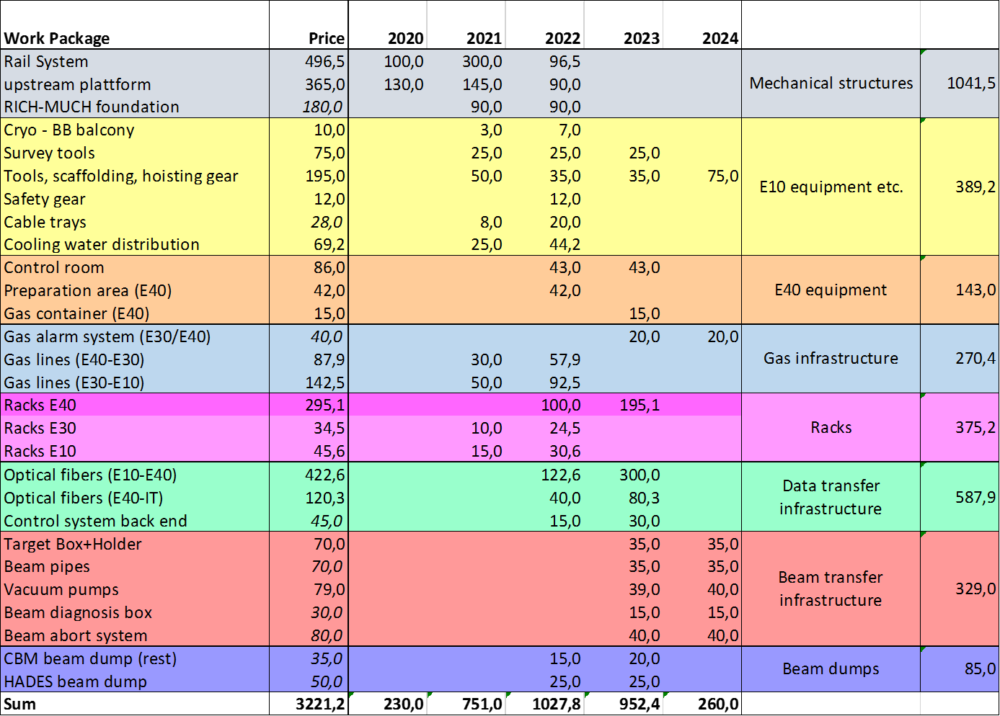 Work Package Price 2020 2021 2022 2023 2024
Rail System 496,5 100,0 300,0 96,5
upstream plattform 365,0 130,0 145,0 90,0 Mechanical structures 1041,5
RICH-MUCH foundation 180,0 90,0 90,0
Cryo - BB balcony 10,0 3,0 7,0
Survey tools 75,0 25,0 25,0 25,0
Tools, scaffolding, hoisting gear 195,0 50,0 35,0 35,0 75,0
E10 equipment etc. 389,2
Safety gear 12,0 12,0
Cable trays 28,0 8,0 20,0
Cooling water distribution 69,2 25,0 44,2
Control room 86,0 43,0 43,0
Preparation area (E40) 42,0 42,0 E40 equipment 143,0
Gas container (E40) 15,0 15,0
Gas alarm system (E30/E40) 40,0 20,0 20,0
Gas lines (E40-E30) 87,9 30,0 57,9 Gas infrastructure 270,4
Gas lines (E30-E10) 142,5 50,0 92,5
Racks E40 295,1 100,0 195,1
Racks E30 34,5 10,0 24,5 Racks 375,2
Racks E10 45,6 15,0 30,6
Optical fibers (E10-E40) 422,6 122,6 300,0
Data transfer
Optical fibers (E40-IT) 120,3 40,0 80,3 587,9
infrastructure
Control system back end 45,0 15,0 30,0
Target Box+Holder 70,0 35,0 35,0
Beam pipes 70,0 35,0 35,0
Beam transfer
Vacuum pumps 79,0 39,0 40,0 329,0
infrastructure
Beam diagnosis box 30,0 15,0 15,0
Beam abort system 80,0 40,0 40,0
CBM beam dump (rest) 35,0 15,0 20,0
Beam dumps 85,0
HADES beam dump 50,0 25,0 25,0
Sum 3221,2 230,0 751,0 1027,8 952,4 260,0